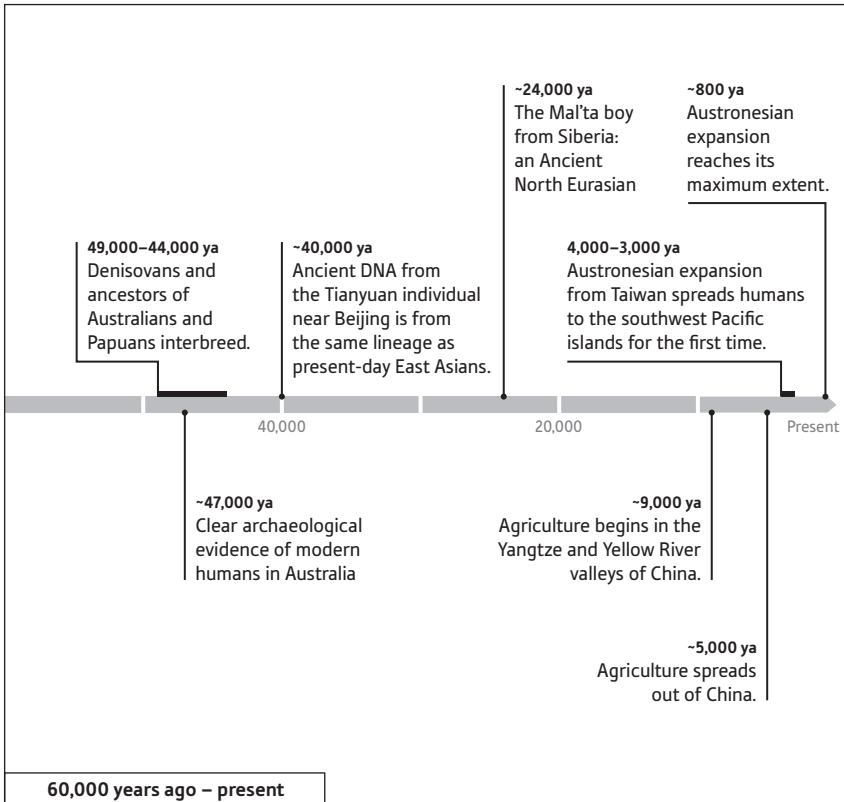 ~24,000 ya
The Mal’ta boy
from Siberia:
an Ancient
North Eurasian
~800 ya
Austronesian
expansion
reaches its
maximum extent.
49,000–44,000 ya
Denisovans and
ancestors of
Australians and
Papuans interbreed.
~40,000 ya
Ancient DNA from
the Tianyuan individual
near Beijing is from
the same lineage as
present-day East Asians.
4,000–3,000 ya
Austronesian expansion
from Taiwan spreads humans
to the southwest Pacific
islands for the first time.
40,000
20,000
Present
~47,000 ya
Clear archaeological
evidence of modern
humans in Australia
~9,000 ya
Agriculture begins in the
Yangtze and Yellow River
valleys of China.
~5,000 ya
Agriculture spreads
out of China.
60,000 years ago – present